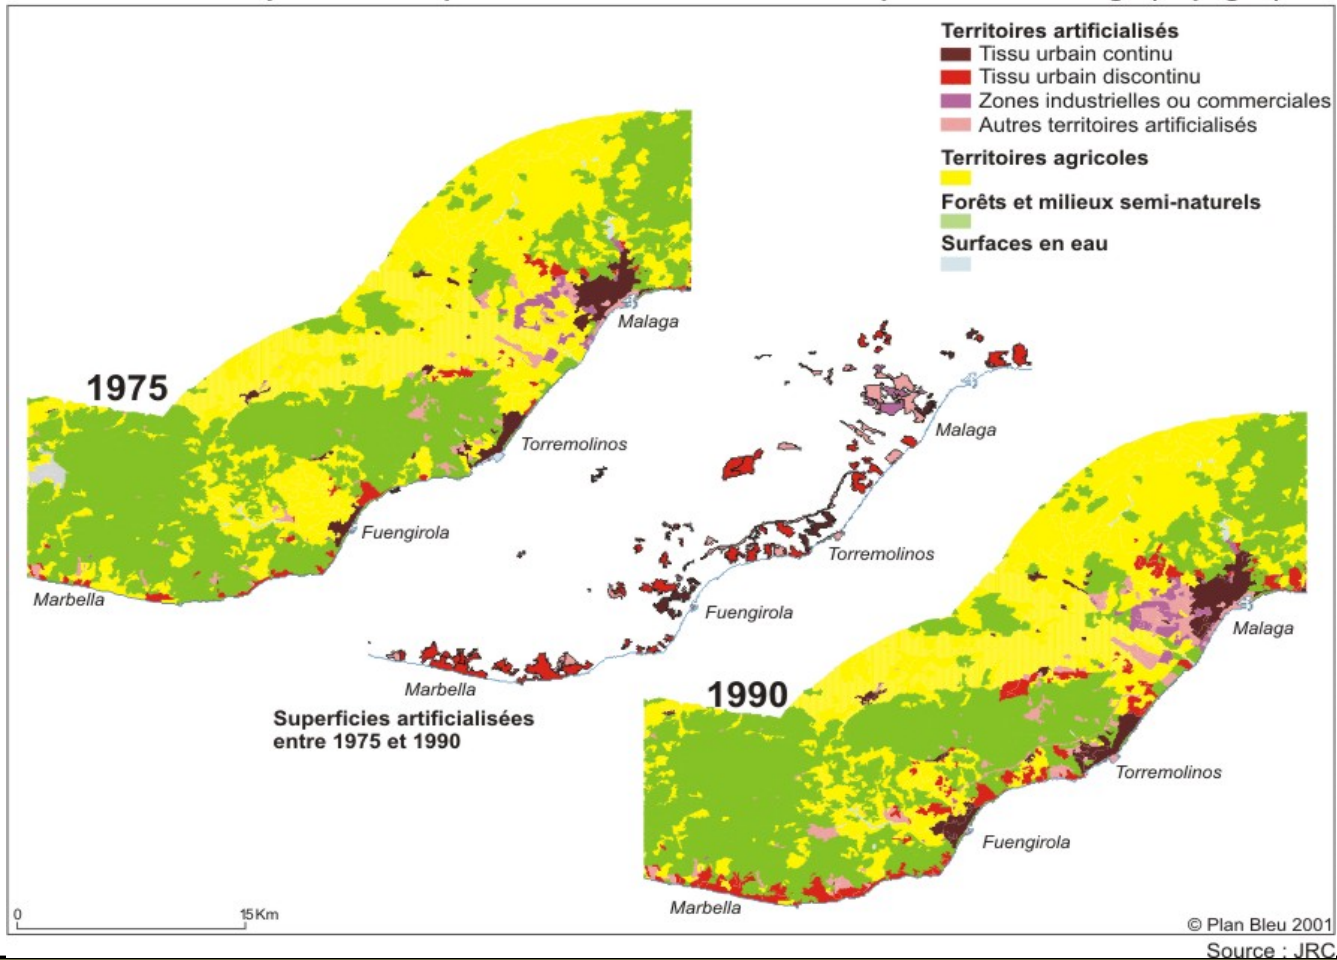 Territoires artificialisés
Tissu urbain continu
Tissu urbain discontinu
Zones industrielles ou commerciales
Autres territoires artificialisés
Territoires agricoles
Forêts et milieux semi-naturels
Surfaces en eau
1975
Malaga
Torremolinos
Fuengirola
Marbella
Malaga
Torremolinos
Fuengirola
Marbella
Superficies artificialisées
entre 1975 et 1990
1990
Malaga
Torremolinos
Fuengirola
Marbella
0 15 Km
© Plan Bleu 2001
Source : JRC